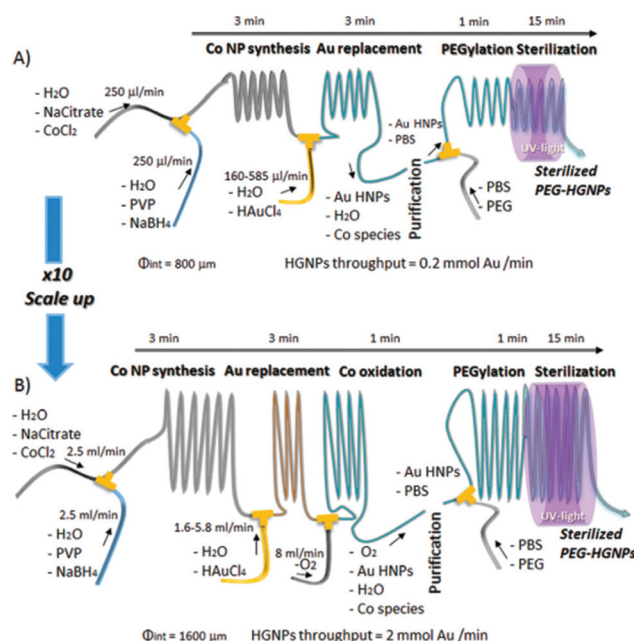 3 min 3 min 1 min 15 min
Co NP synthesis Au replacement PEGylation Sterilization
A)
- H₂O
- NaCitrate
- CoCl₂
250 µl/min
250 µl/min
- H₂O
- PVP
- NaBH₄
160-585 µl/min
- H₂O
- HAuCl₄
- Au HNPs
- H₂O
- Co species
- Au HNPs
- PBS
Purification
- PBS
- PEG
UV-light
Sterilized
PEG-HGNPs
Φint = 800 µm HGNPs throughput = 0.2 mmol Au /min
x10
Scale up
3 min 3 min 1 min 1 min 15 min
B)
Co NP synthesis Au replacement Co oxidation PEGylation Sterilization
- H₂O
- NaCitrate
- CoCl₂
2.5 ml/min
2.5 ml/min
- H₂O
- PVP
- NaBH₄
1.6-5.8 ml/min
- H₂O
- HAuCl₄
8 ml/min
-O₂
- O₂
- Au HNPs
- H₂O
- Co species
- Au HNPs
- PBS
Purification
- PBS
- PEG
UV-light
Sterilized
PEG-HGNPs
Φint = 1600 µm HGNPs throughput = 2 mmol Au /min